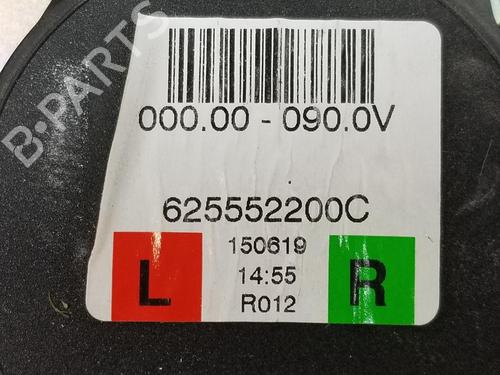 B-PARTS
000.00 - 090.0V
625552200C
150619
14:55
R012
L
R